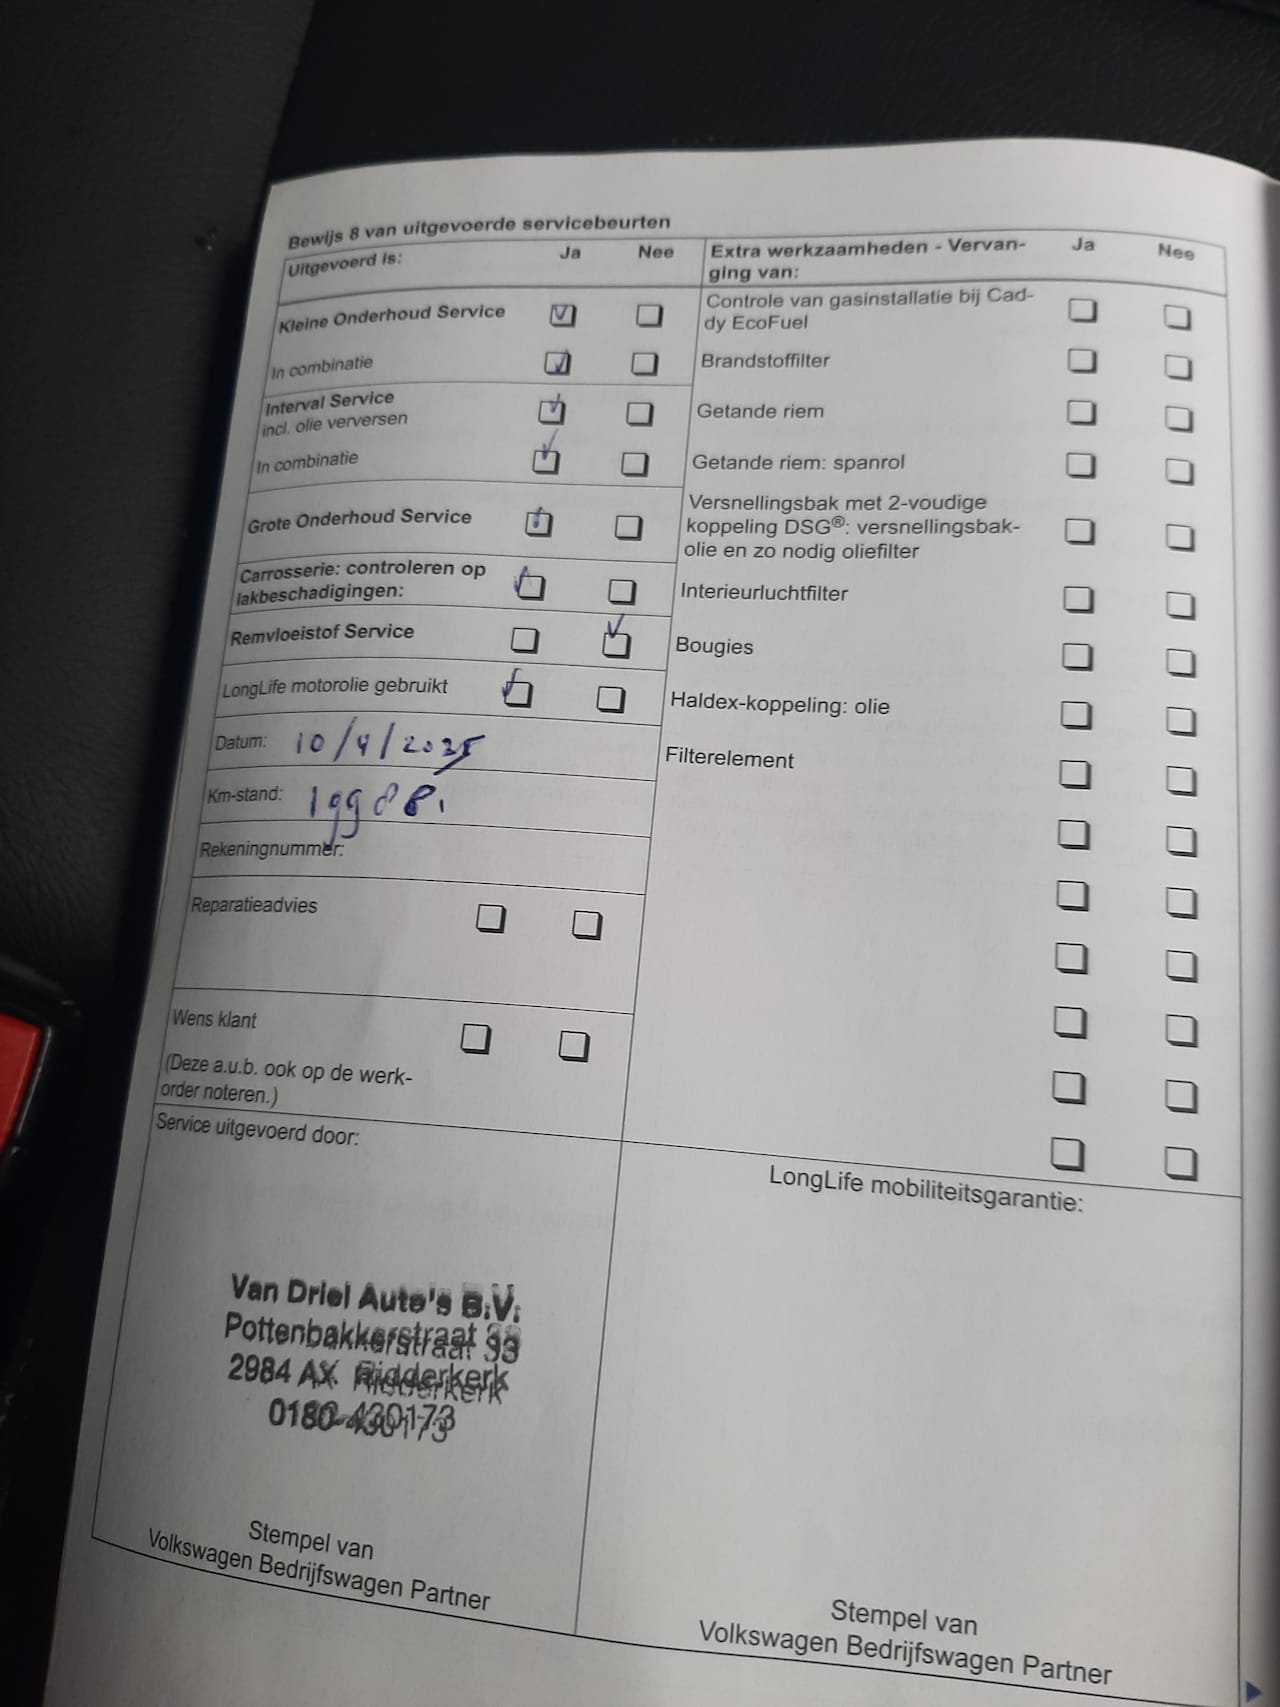 Bewijs 8 van uitgevoerde servicebeurten
Uitgevoerd is:
Ja
Nee
Kleine Onderhoud Service
In combinatie
Interval Service
incl. olie verversen
In combinatie
Grote Onderhoud Service
Carrosserie: controleren op
lakbeschadigingen:
Remvloeistof Service
LongLife motorolie gebruikt
Datum: 10/4/2025
Km-stand: 19988.
Rekeningnummer:
Reparatieadvies
Wens klant
(Deze a.u.b. ook op de werk-
order noteren.)
Service uitgevoerd door:
Van Driel Auto's B.V.
Pottenbakkerstraat 33
2984 AX Ridderkerk
0180-430173
Stempel van
Volkswagen Bedrijfswagen Partner
Extra werkzaamheden - Vervan-
ging van:
Ja
Nee
Controle van gasinstallatie bij Cad-
dy EcoFuel
Brandstoffilter
Getande riem
Getande riem: spanrol
Versnellingsbak met 2-voudige
koppeling DSG®: versnellingsbak-
olie en zo nodig oliefilter
Interieurluchtfilter
Bougies
Haldex-koppeling: olie
Filterelement
LongLife mobiliteitsgarantie:
Stempel van
Volkswagen Bedrijfswagen Partner